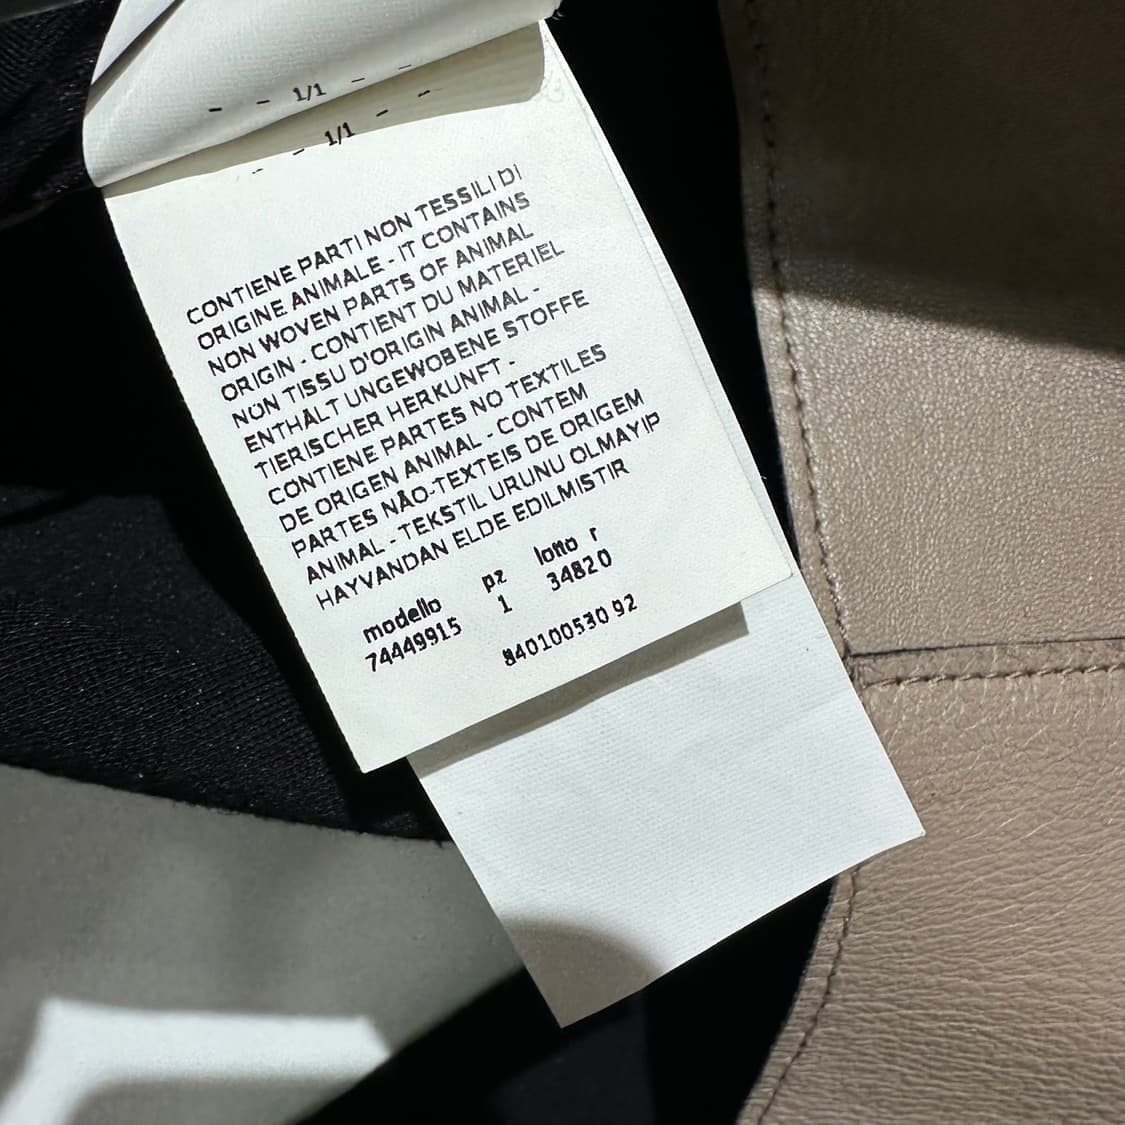 - - 1/1 - -
- - 1/1 - -
CONTIENE PARTI NON TESSILI DI
ORIGINE ANIMALE - IT CONTAINS
NON WOVEN PARTS OF ANIMAL
ORIGIN - CONTIENT DU MATERIEL
NON TISSU D'ORIGIN ANIMAL -
ENTHÄLT UNGEWOBENE STOFFE
TIERISCHER HERKUNFT -
CONTIENE PARTES NO TEXTILES
DE ORIGEN ANIMAL - CONTEM
PARTES NÃO-TEXTEIS DE ORIGEM
ANIMAL - TEKSTIL URUNU OLMAYIP
HAYVANDAN ELDE EDILMISTIR
modello pz lotto r
74449915 1 34820
840100530 92